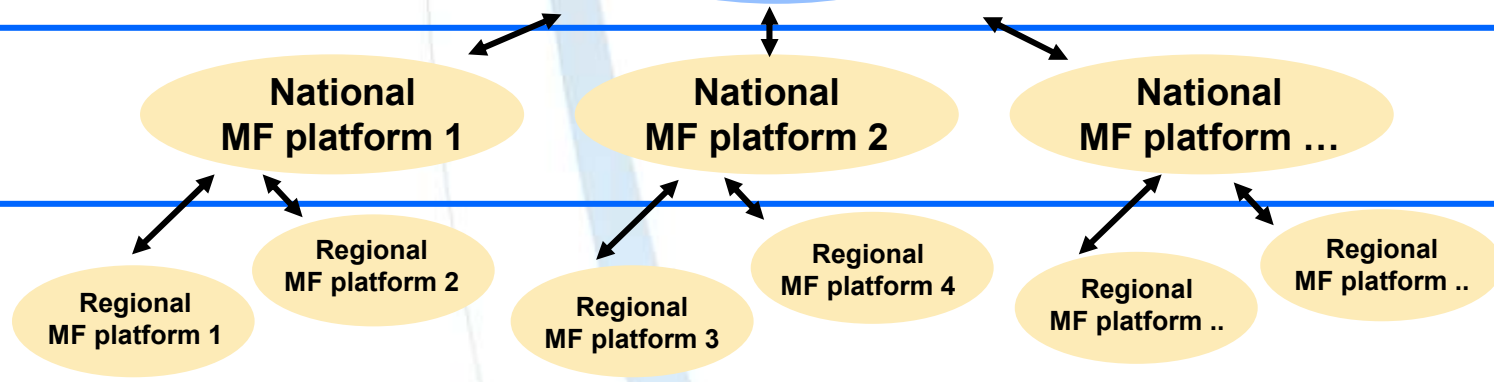 National
MF platform 1
National
MF platform 2
National
MF platform …
Regional
MF platform 1
Regional
MF platform 2
Regional
MF platform 3
Regional
MF platform 4
Regional
MF platform ..
Regional
MF platform ..